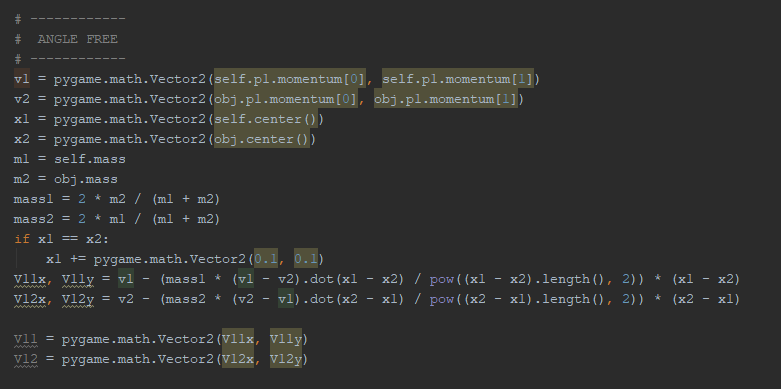 # ------------
#  ANGLE FREE
# ------------
v1 = pygame.math.Vector2(self.pl.momentum[0], self.pl.momentum[1])
v2 = pygame.math.Vector2(obj.pl.momentum[0], obj.pl.momentum[1])
x1 = pygame.math.Vector2(self.center())
x2 = pygame.math.Vector2(obj.center())
m1 = self.mass
m2 = obj.mass
mass1 = 2 * m2 / (m1 + m2)
mass2 = 2 * m1 / (m1 + m2)
if x1 == x2:
    x1 += pygame.math.Vector2(0.1, 0.1)
V11x, V11y = v1 - (mass1 * (v1 - v2).dot(x1 - x2) / pow((x1 - x2).length(), 2)) * (x1 - x2)
V12x, V12y = v2 - (mass2 * (v2 - v1).dot(x2 - x1) / pow((x2 - x1).length(), 2)) * (x2 - x1)
V11 = pygame.math.Vector2(V11x, V11y)
V12 = pygame.math.Vector2(V12x, V12y)